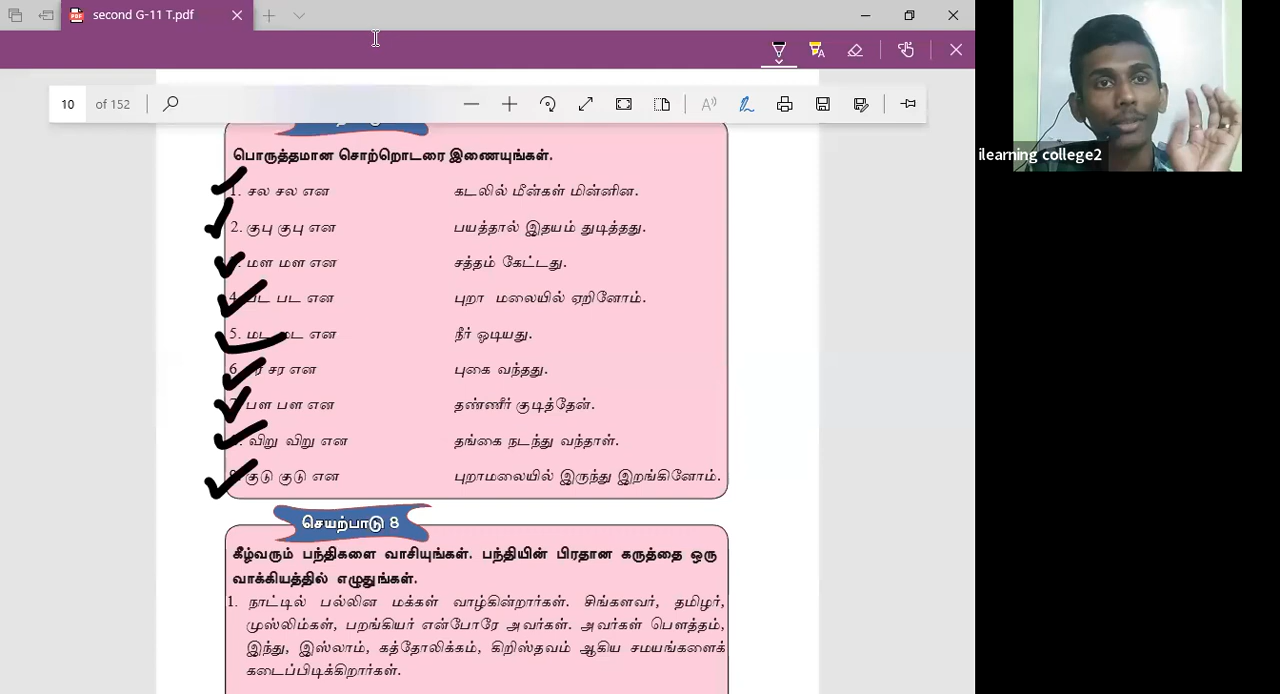 second G-11 T.pdf
10 of 152
ilearning college2
பொருத்தமான சொற்றொடரை இணையுங்கள்.
1. சல சல என கடலில் மீன்கள் மின்னின.
2. குபு குபு என பயத்தால் இதயம் துடித்தது.
மள மள என சத்தம் கேட்டது.
4. பட பட என புறா மலையில் ஏறினோம்.
5. மட மட என நீர் ஓடியது.
6 சர சர என புகை வந்தது.
7. பள பள என தண்ணீர் குடித்தேன்.
விறு விறு என தங்கை நடந்து வந்தாள்.
குடு குடு என புறாமலையில் இருந்து இறங்கினோம்.
செயற்பாடு 8
கீழ்வரும் பந்திகளை வாசியுங்கள். பந்தியின் பிரதான கருத்தை ஒரு
வாக்கியத்தில் எழுதுங்கள்.
1. நாட்டில் பல்லின மக்கள் வாழ்கின்றார்கள். சிங்களவர், தமிழர்,
முஸ்லிம்கள், பறங்கியர் என்போரே அவர்கள். அவர்கள் பௌத்தம்,
இந்து, இஸ்லாம், கத்தோலிக்கம், கிறிஸ்தவம் ஆகிய சமயங்களைக்
கடைப்பிடிக்கிறார்கள்.